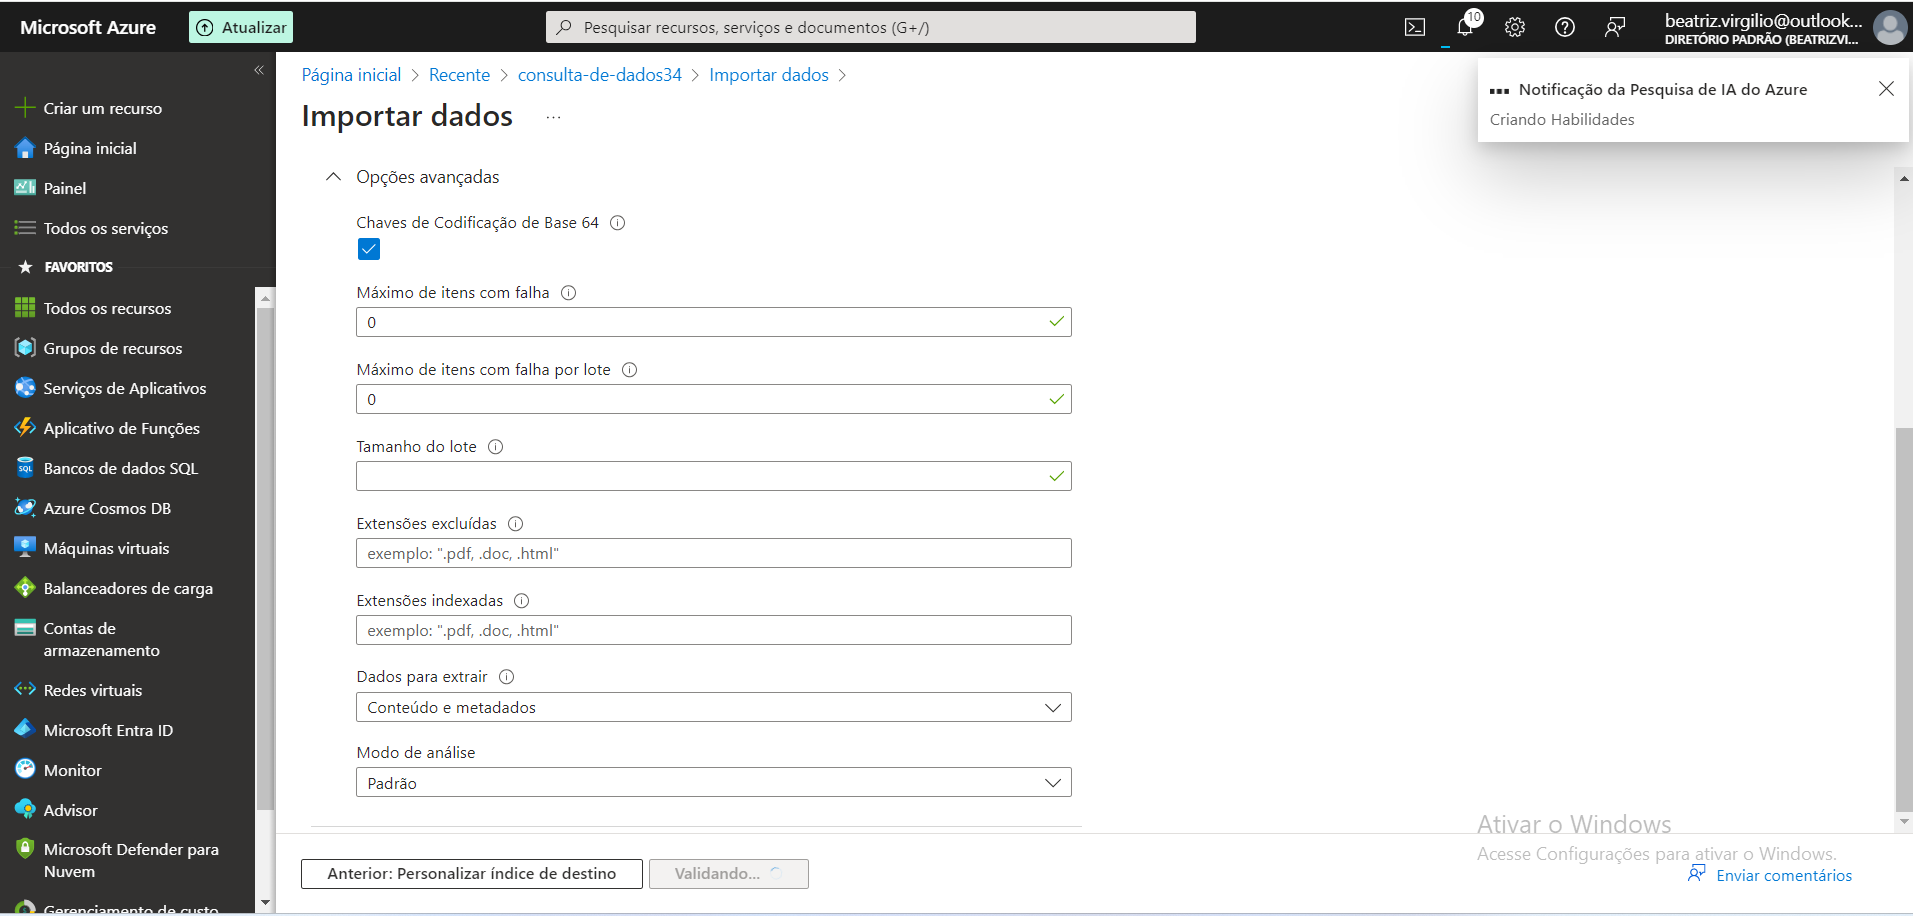 Microsoft Azure
Atualizar
Pesquisar recursos, serviços e documentos (G+/)
10
beatriz.virgilio@outlook...
DIRETÓRIO PADRÃO (BEATRIZVI...
Criar um recurso
Página inicial
Painel
Todos os serviços
FAVORITOS
Todos os recursos
Grupos de recursos
Serviços de Aplicativos
Aplicativo de Funções
SQL
Bancos de dados SQL
Azure Cosmos DB
Máquinas virtuais
Balanceadores de carga
Contas de
armazenamento
Redes virtuais
Microsoft Entra ID
Monitor
Advisor
Microsoft Defender para
Nuvem
Gerenciamento de custo
Página inicial > Recente > consulta-de-dados34 > Importar dados >
Importar dados ...
Opções avançadas
Chaves de Codificação de Base 64
Máximo de itens com falha
0
Máximo de itens com falha por lote
0
Tamanho do lote
Extensões excluídas
exemplo: ".pdf, .doc, .html"
Extensões indexadas
exemplo: ".pdf, .doc, .html"
Dados para extrair
Conteúdo e metadados
Modo de análise
Padrão
Anterior: Personalizar índice de destino
Validando...
Notificação da Pesquisa de IA do Azure
Criando Habilidades
Ativar o Windows
Acesse Configurações para ativar o Windows.
Enviar comentários